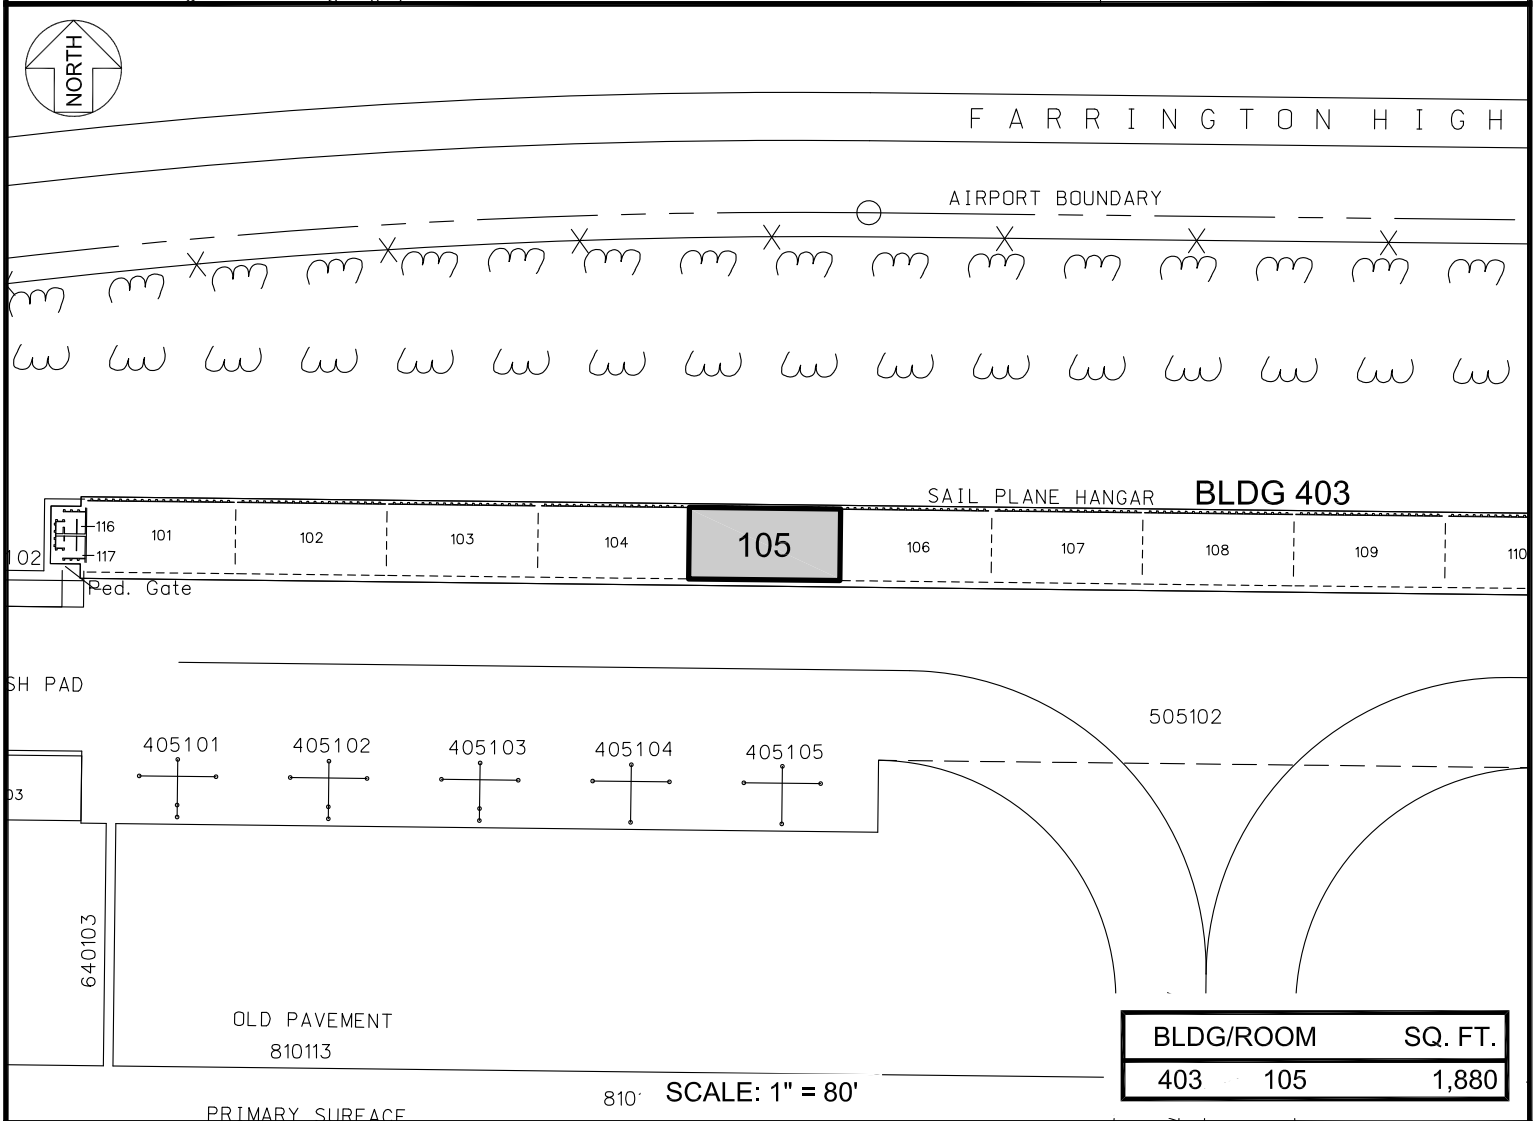 NORTH
FARRINGTON HIGH
AIRPORT BOUNDARY
SAIL PLANE HANGAR BLDG 403
116
101 102 103 104 105 106 107 108 109 110
117
102
Ped. Gate
SH PAD
505102
405101 405102 405103 405104 405105
03
640103
OLD PAVEMENT
810113
BLDG/ROOM SQ. FT.
403 105 1,880
810
SCALE: 1" = 80'
PRIMARY SURFACE